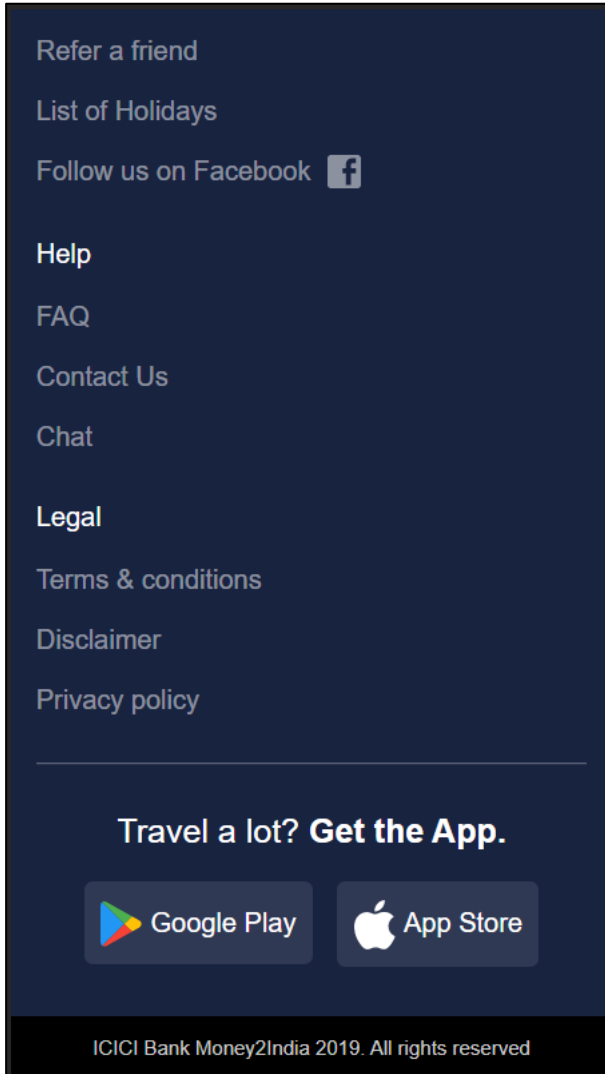 Refer a friend
List of Holidays
Follow us on Facebook
Help
FAQ
Contact Us
Chat
Legal
Terms & conditions
Disclaimer
Privacy policy
Travel a lot? Get the App.
Google Play
App Store
ICICI Bank Money2India 2019. All rights reserved